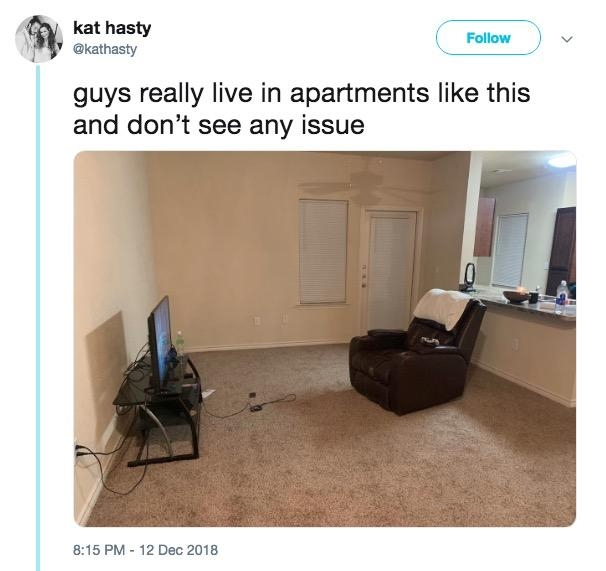 kat hasty
@kathasty
Follow
guys really live in apartments like this
and don’t see any issue
8:15 PM - 12 Dec 2018